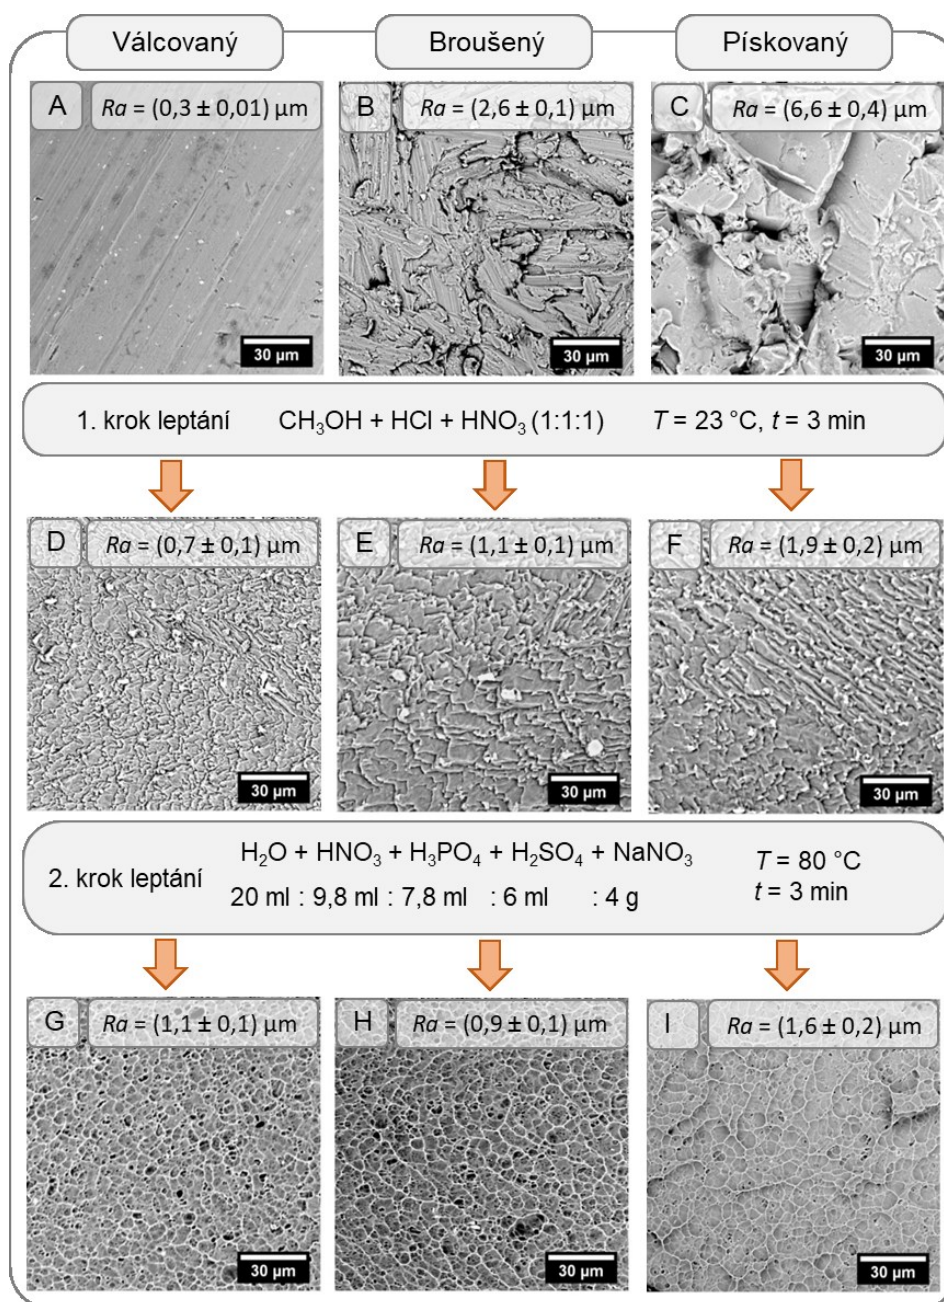 Válcovaný
Broušený
Pískovaný
A
Ra = (0,3 ± 0,01) µm
B
Ra = (2,6 ± 0,1) µm
C
Ra = (6,6 ± 0,4) µm
30 µm
30 µm
30 µm
1. krok leptání CH₃OH + HCl + HNO₃ (1:1:1) T = 23 °C, t = 3 min
D
Ra = (0,7 ± 0,1) µm
E
Ra = (1,1 ± 0,1) µm
F
Ra = (1,9 ± 0,2) µm
30 µm
30 µm
30 µm
2. krok leptání
H₂O + HNO₃ + H₃PO₄ + H₂SO₄ + NaNO₃
20 ml : 9,8 ml : 7,8 ml : 6 ml : 4 g
T = 80 °C
t = 3 min
G
Ra = (1,1 ± 0,1) µm
H
Ra = (0,9 ± 0,1) µm
I
Ra = (1,6 ± 0,2) µm
30 µm
30 µm
30 µm